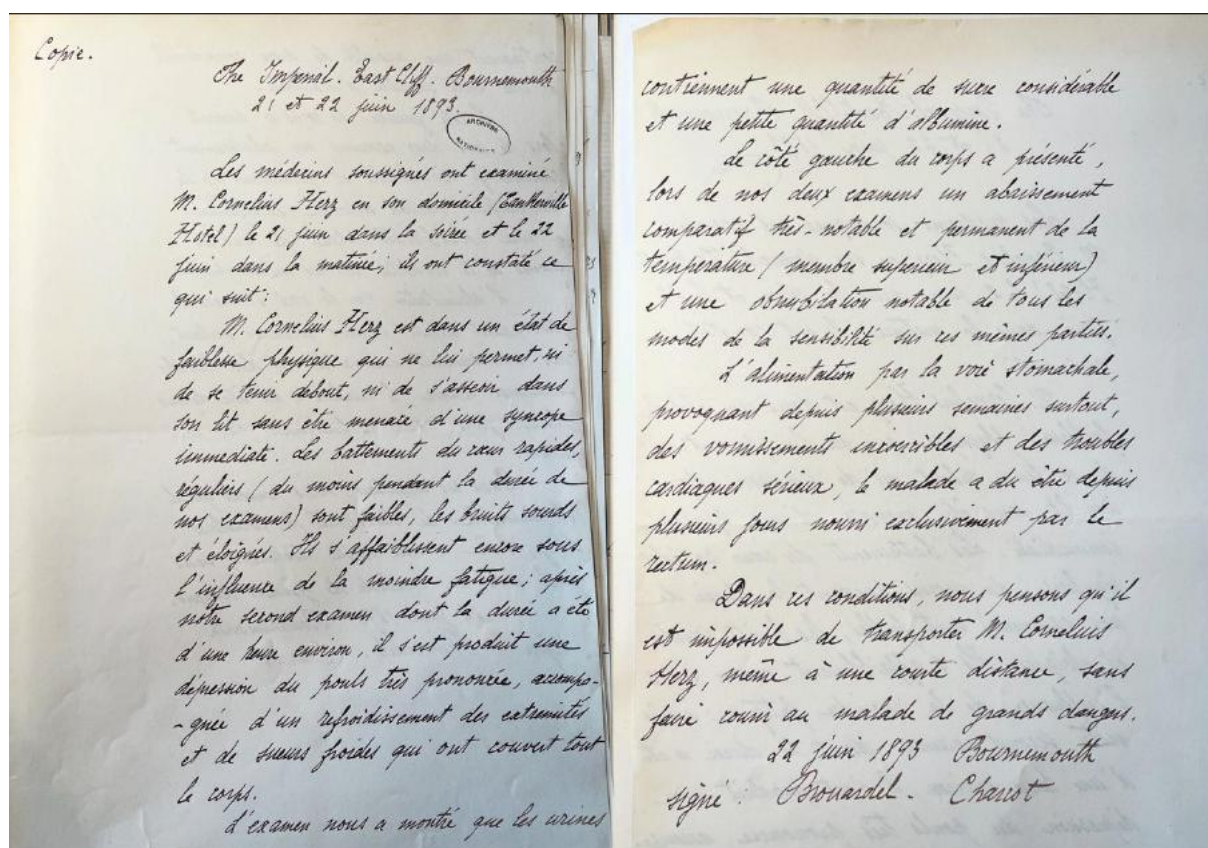 Copie.
The Imperial. East Cliff. Bournemouth
21 et 22 juin 1893.
ARCHIVES
NATIONALES
Les médecins soussignés ont examiné
M. Cornelius Herz en son domicile (Tankerville
Hotel) le 21 juin dans la soirée et le 22
juin dans la matinée; ils ont constaté ce
qui suit:
M. Cornelius Herz est dans un état de
faiblesse physique qui ne lui permet, ni
de se tenir debout, ni de s'asseoir dans
son lit sans être menacé d'une syncope
immediate. Les battements du cœur rapides,
réguliers (du moins pendant la durée de
nos examens) sont faibles, les bruits sourds
et éloignés. Ils s'affaiblissent encore sous
l'influence de la moindre fatigue; après
notre second examen dont la durée a été
d'une heure environ, il s'est produit une
dépression du pouls très prononcée, accompa-
-gnée d'un refroidissement des extremités
et de sueurs froides qui ont couvert tout
le corps.
L'examen nous a montré que les urines
contiennent une quantité de sucre considérable
et une petite quantité d'albumine.
Le côté gauche du corps a présenté,
lors de nos deux examens un abaissement
comparatif très-notable et permanent de la
température (membre superieur et inférieur)
et une obnubilation notable de tous les
modes de la sensibilité sur ces mêmes parties.
L'alimentation par la voie stomachale,
provoquant depuis plusieurs semaines surtout,
des vomissements incoercibles et des troubles
cardiaques sérieux, le malade a du être depuis
plusieurs jours nourri exclusivement par le
rectum.
Dans ces conditions, nous pensons qu'il
est impossible de transporter M. Cornelius
Herz, même à une courte distance, sans
faire courir au malade de grands dangers.
22 juin 1893 Bournemouth
signé: Brouardel - Charcot